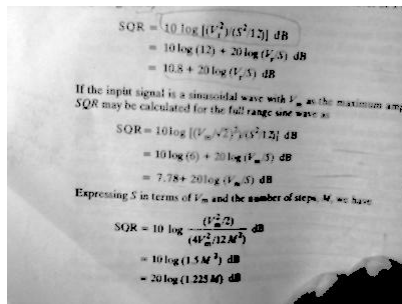 SQR = 10 log [(V_r^2)/(S^2/12)] dB
= 10 log (12) + 20 log (V_r/S) dB
= 10.8 + 20 log (V_r/S) dB
If the input signal is a sinusoidal wave with V_m as the maximum
SQR may be calculated for the full range sine wave as
SQR = 10 log [(V_m/√2)^2/(S^2/12)] dB
= 10 log (6) + 20 log (V_m/S) dB
= 7.78 + 20 log (V_m/S) dB
Expressing S in terms of V_m and the number of steps, M, we have
SQR = 10 log (V_m^2/2)/(4V_m^2/12 M^2) dB
= 10 log (1.5 M^2) dB
= 20 log (1.225 M) dB